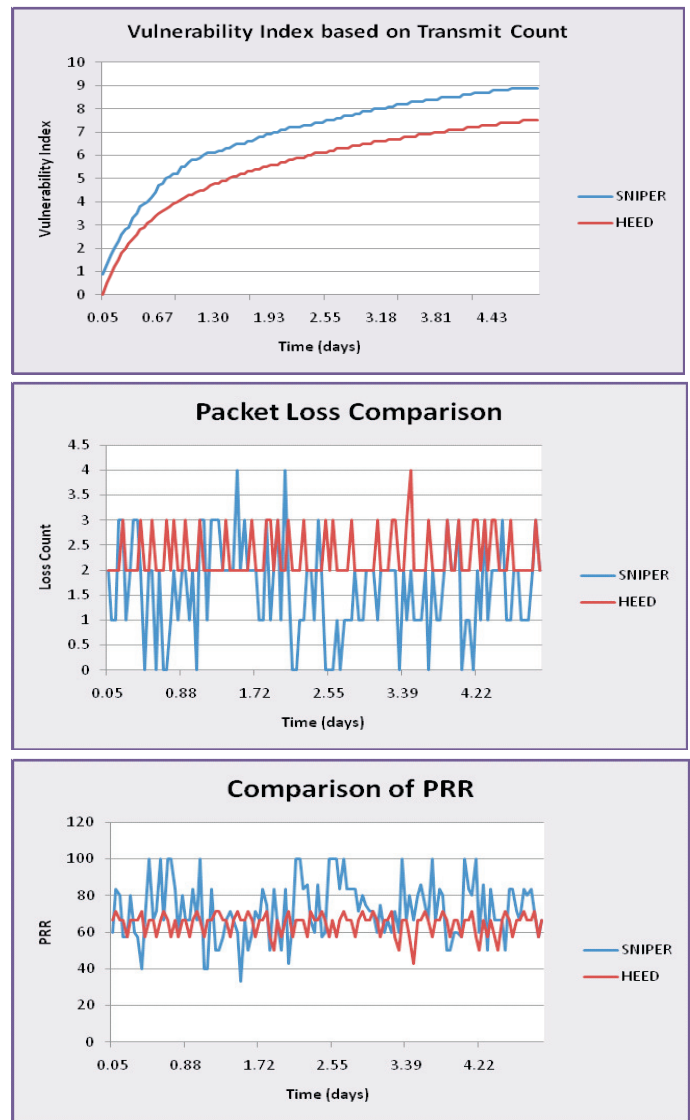 Vulnerability Index based on Transmit Count
10
9
8
7
6
5
4
3
2
1
0
Vulnerability Index
0.05 0.67 1.30 1.93 2.55 3.18 3.81 4.43
Time (days)
SNIPER
HEED
Packet Loss Comparison
4.5
4
3.5
3
2.5
2
1.5
1
0.5
0
Loss Count
0.05 0.88 1.72 2.55 3.39 4.22
Time (days)
SNIPER
HEED
Comparison of PRR
120
100
80
60
40
20
0
PRR
0.05 0.88 1.72 2.55 3.39 4.22
Time (days)
SNIPER
HEED